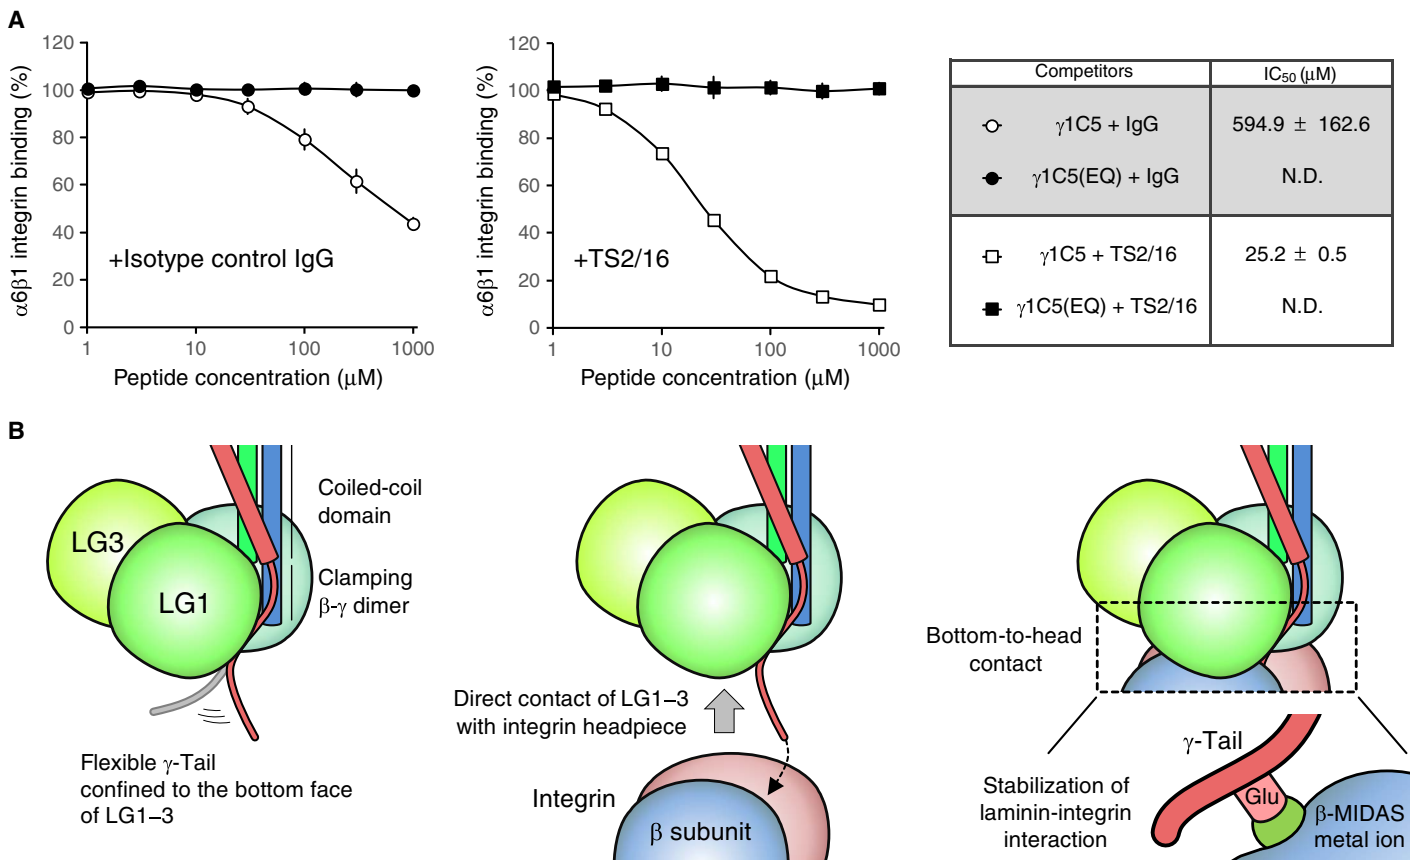 A
α6β1 integrin binding (%)
120
100
80
60
40
20
0
+Isotype control IgG
1 10 100 1000
Peptide concentration (μM)
α6β1 integrin binding (%)
120
100
80
60
40
20
0
+TS2/16
1 10 100 1000
Peptide concentration (μM)
Competitors IC50 (μM)
γ1C5 + IgG 594.9 ± 162.6
γ1C5(EQ) + IgG N.D.
γ1C5 + TS2/16 25.2 ± 0.5
γ1C5(EQ) + TS2/16 N.D.
B
LG3
LG1
Coiled-coil
domain
Clamping
β-γ dimer
Flexible γ-Tail
confined to the bottom face
of LG1–3
Direct contact of LG1–3
with integrin headpiece
Integrin
β subunit
Bottom-to-head
contact
γ-Tail
Stabilization of
laminin-integrin
interaction
Glu
β-MIDAS
metal ion